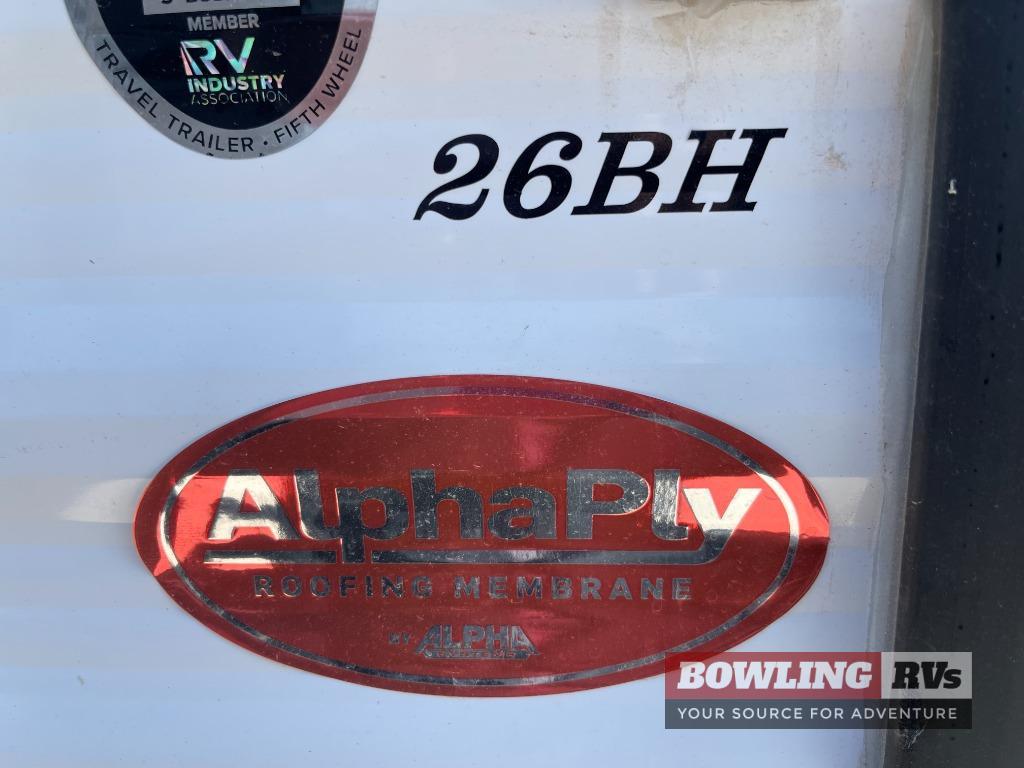 MEMBER
RV
INDUSTRY
ASSOCIATION
TRAVEL TRAILER · FIFTH WHEEL
26BH
AlphaPly
ROOFING MEMBRANE
BY ALPHA
BOWLING RVs
YOUR SOURCE FOR ADVENTURE